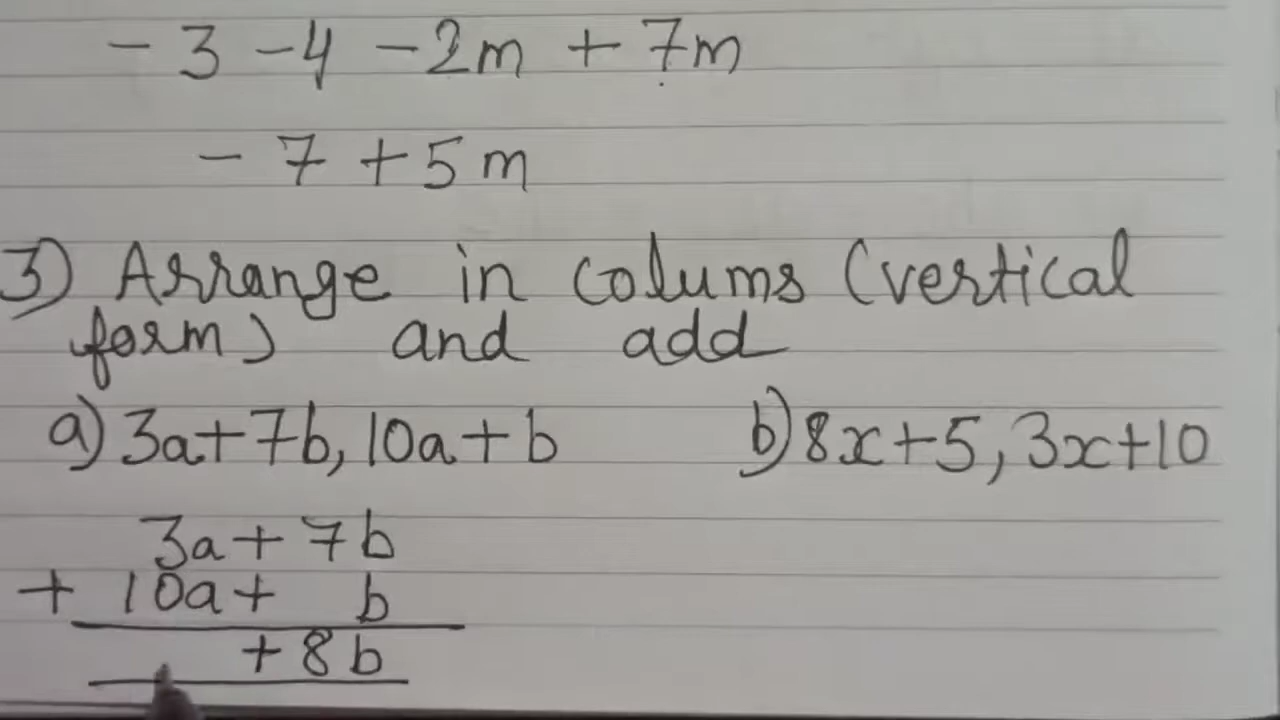 - 3 - 4 - 2m + 7m
- 7 + 5m
3) Arrange in colums (vertical
form) and add
a) 3a+7b, 10a+b b) 8x+5, 3x+10
3a + 7b
+ 10a + b
+ 8b